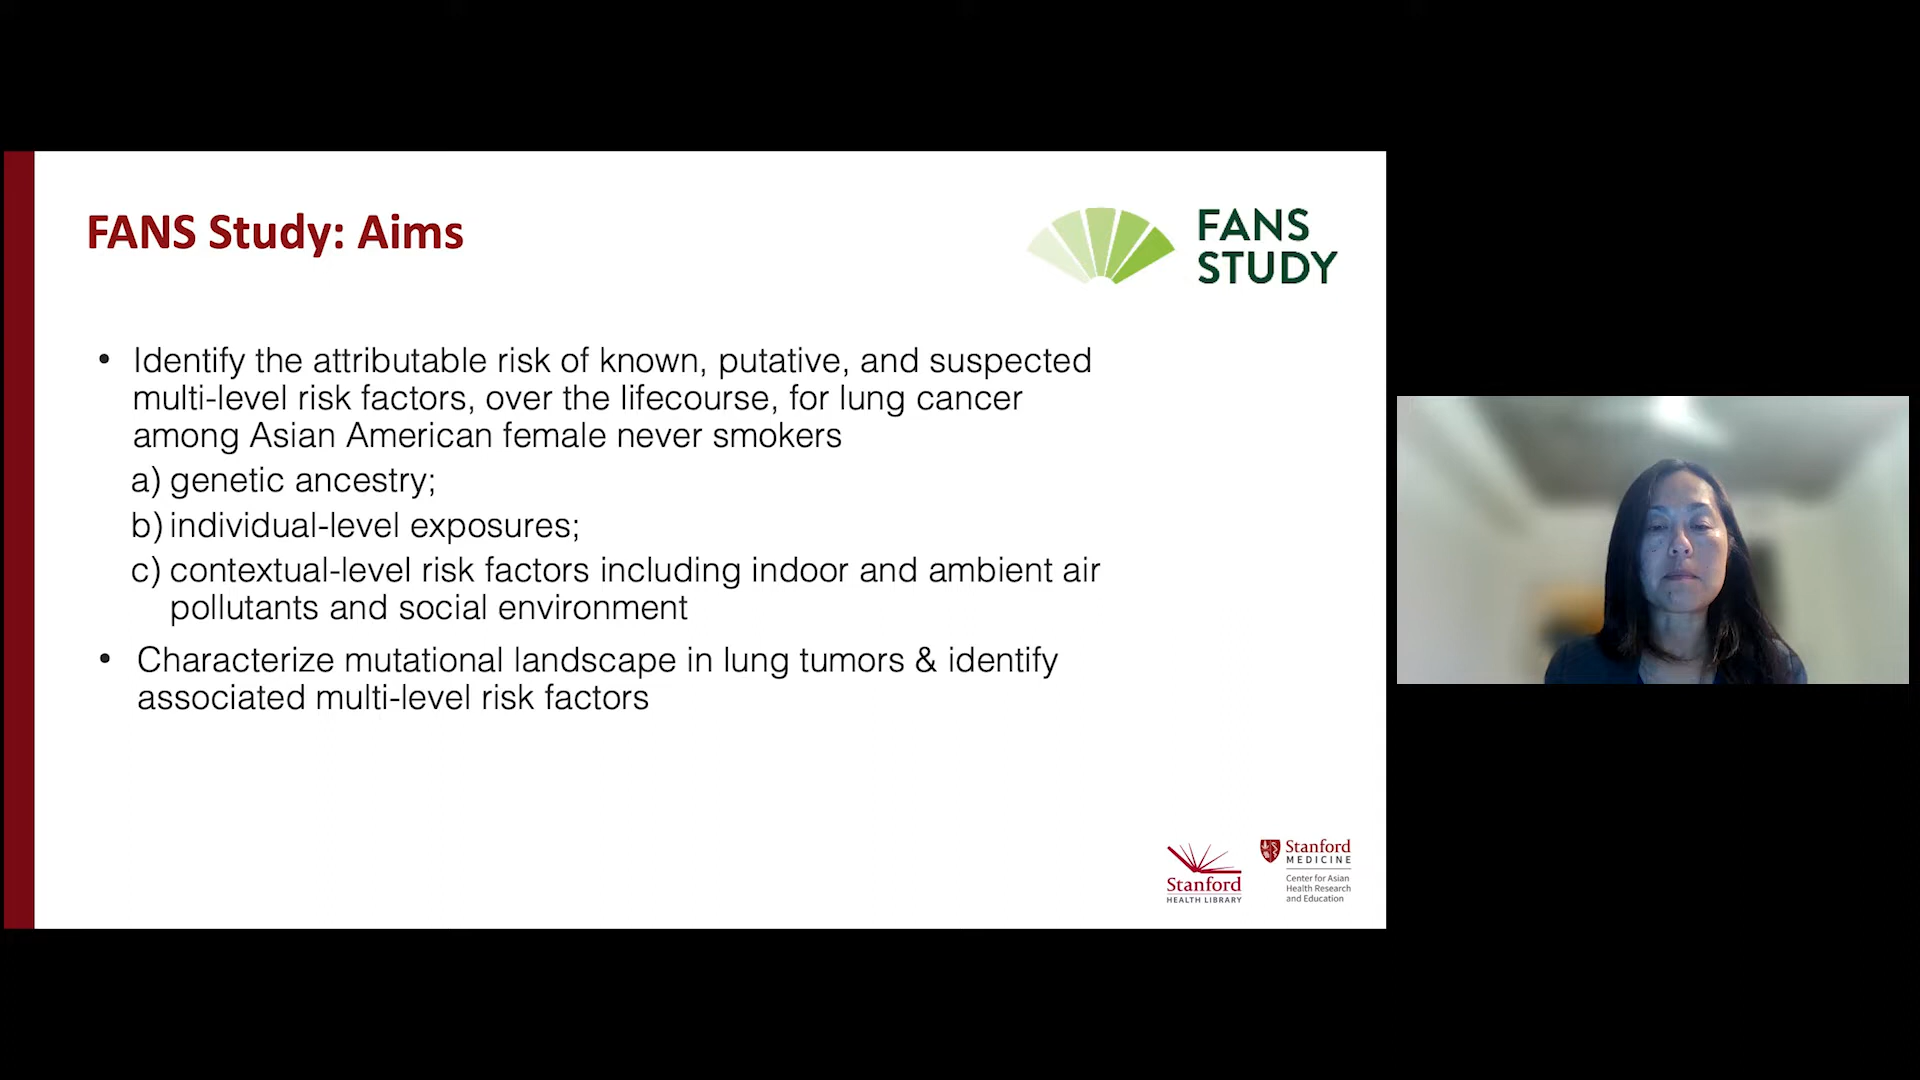 FANS Study: Aims
FANS
STUDY
• Identify the attributable risk of known, putative, and suspected
multi-level risk factors, over the lifecourse, for lung cancer
among Asian American female never smokers
a) genetic ancestry;
b) individual-level exposures;
c) contextual-level risk factors including indoor and ambient air
pollutants and social environment
• Characterize mutational landscape in lung tumors & identify
associated multi-level risk factors
Stanford
HEALTH LIBRARY
Stanford
MEDICINE
Center for Asian
Health Research
and Education